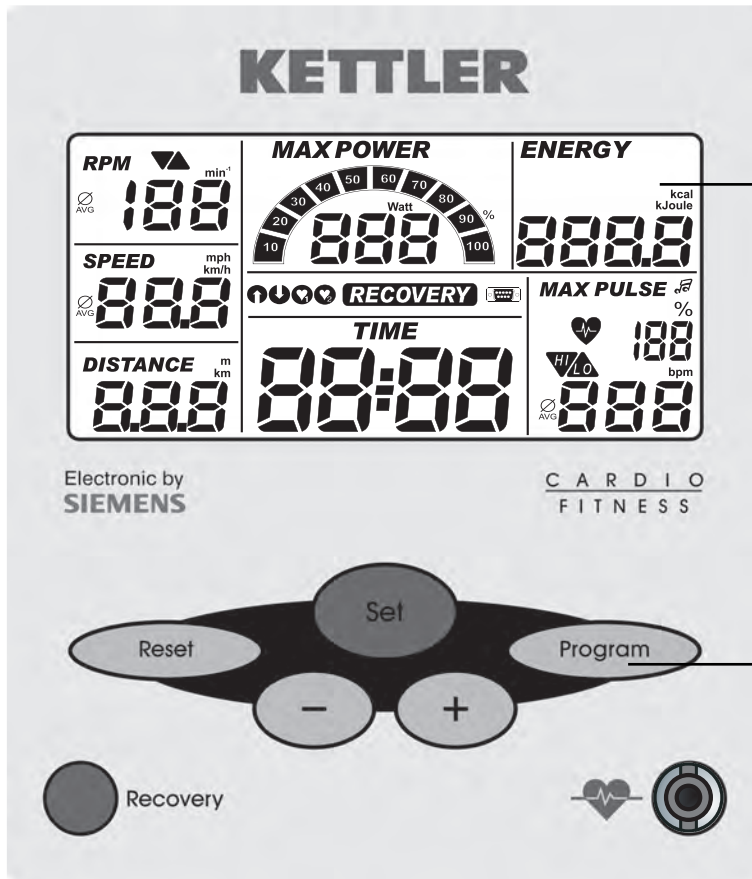 KETTLER
RPM
min-1
Ø
AVG
188
SPEED
mph
km/h
Ø
AVG
88.8
DISTANCE
m
km
8.8.8
MAX POWER
10 20 30 40 50 60 70 80 90 100
%
Watt
888
RECOVERY
TIME
88:88
ENERGY
kcal
kJoule
888.8
MAX PULSE
%
188
HI/LO
bpm
Ø
AVG
888
Electronic by
SIEMENS
CARDIO
FITNESS
Set
Reset
Program
−
+
Recovery